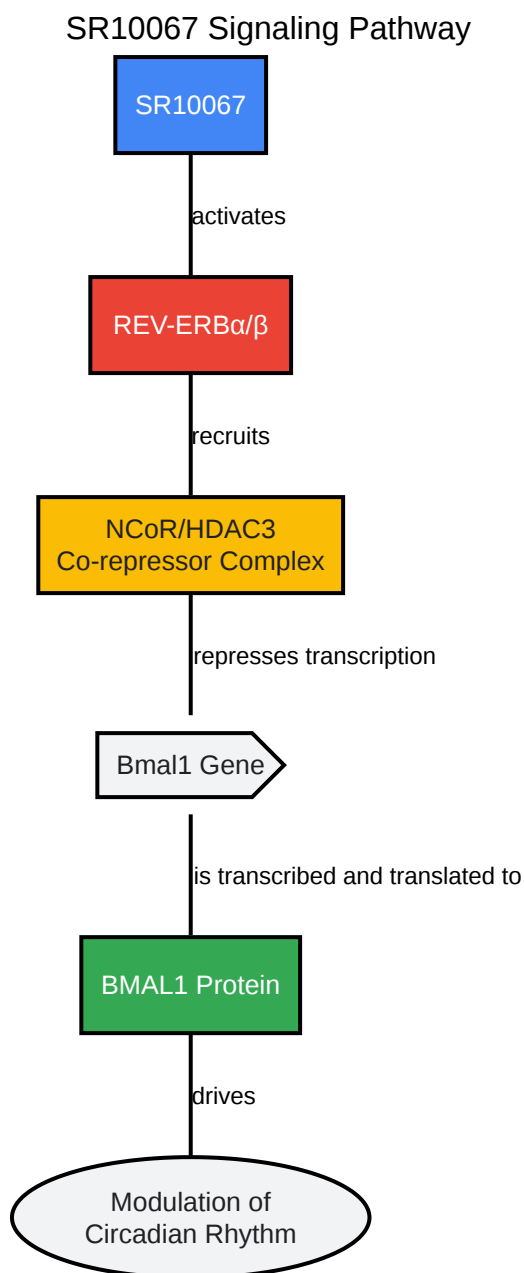 SR10067 Signaling Pathway
SR10067
activates
REV-ERBα/β
recruits
NCoR/HDAC3
Co-repressor Complex
represses transcription
Bmal1 Gene
is transcribed and translated to
BMAL1 Protein
drives
Modulation of
Circadian Rhythm